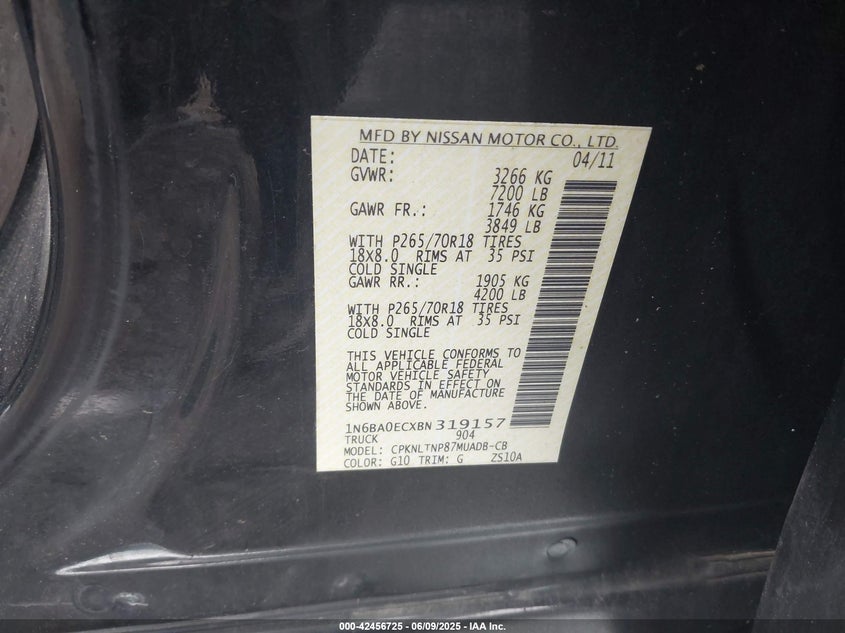 MFD BY NISSAN MOTOR CO., LTD.
DATE: 04/11
GVWR: 3266 KG
7200 LB
GAWR FR.: 1746 KG
3849 LB
WITH P265/70R18 TIRES
18X8.0 RIMS AT 35 PSI
COLD SINGLE
GAWR RR.: 1905 KG
4200 LB
WITH P265/70R18 TIRES
18X8.0 RIMS AT 35 PSI
COLD SINGLE
THIS VEHICLE CONFORMS TO
ALL APPLICABLE FEDERAL
MOTOR VEHICLE SAFETY
STANDARDS IN EFFECT ON
THE DATE OF MANUFACTURE
SHOWN ABOVE.
1N6BA0ECXBN319157
TRUCK 904
MODEL: CPKNLTNP87MUADB-CB
COLOR: G10 TRIM: G ZS10A
000-42456725 - 06/09/2025 - IAA Inc.